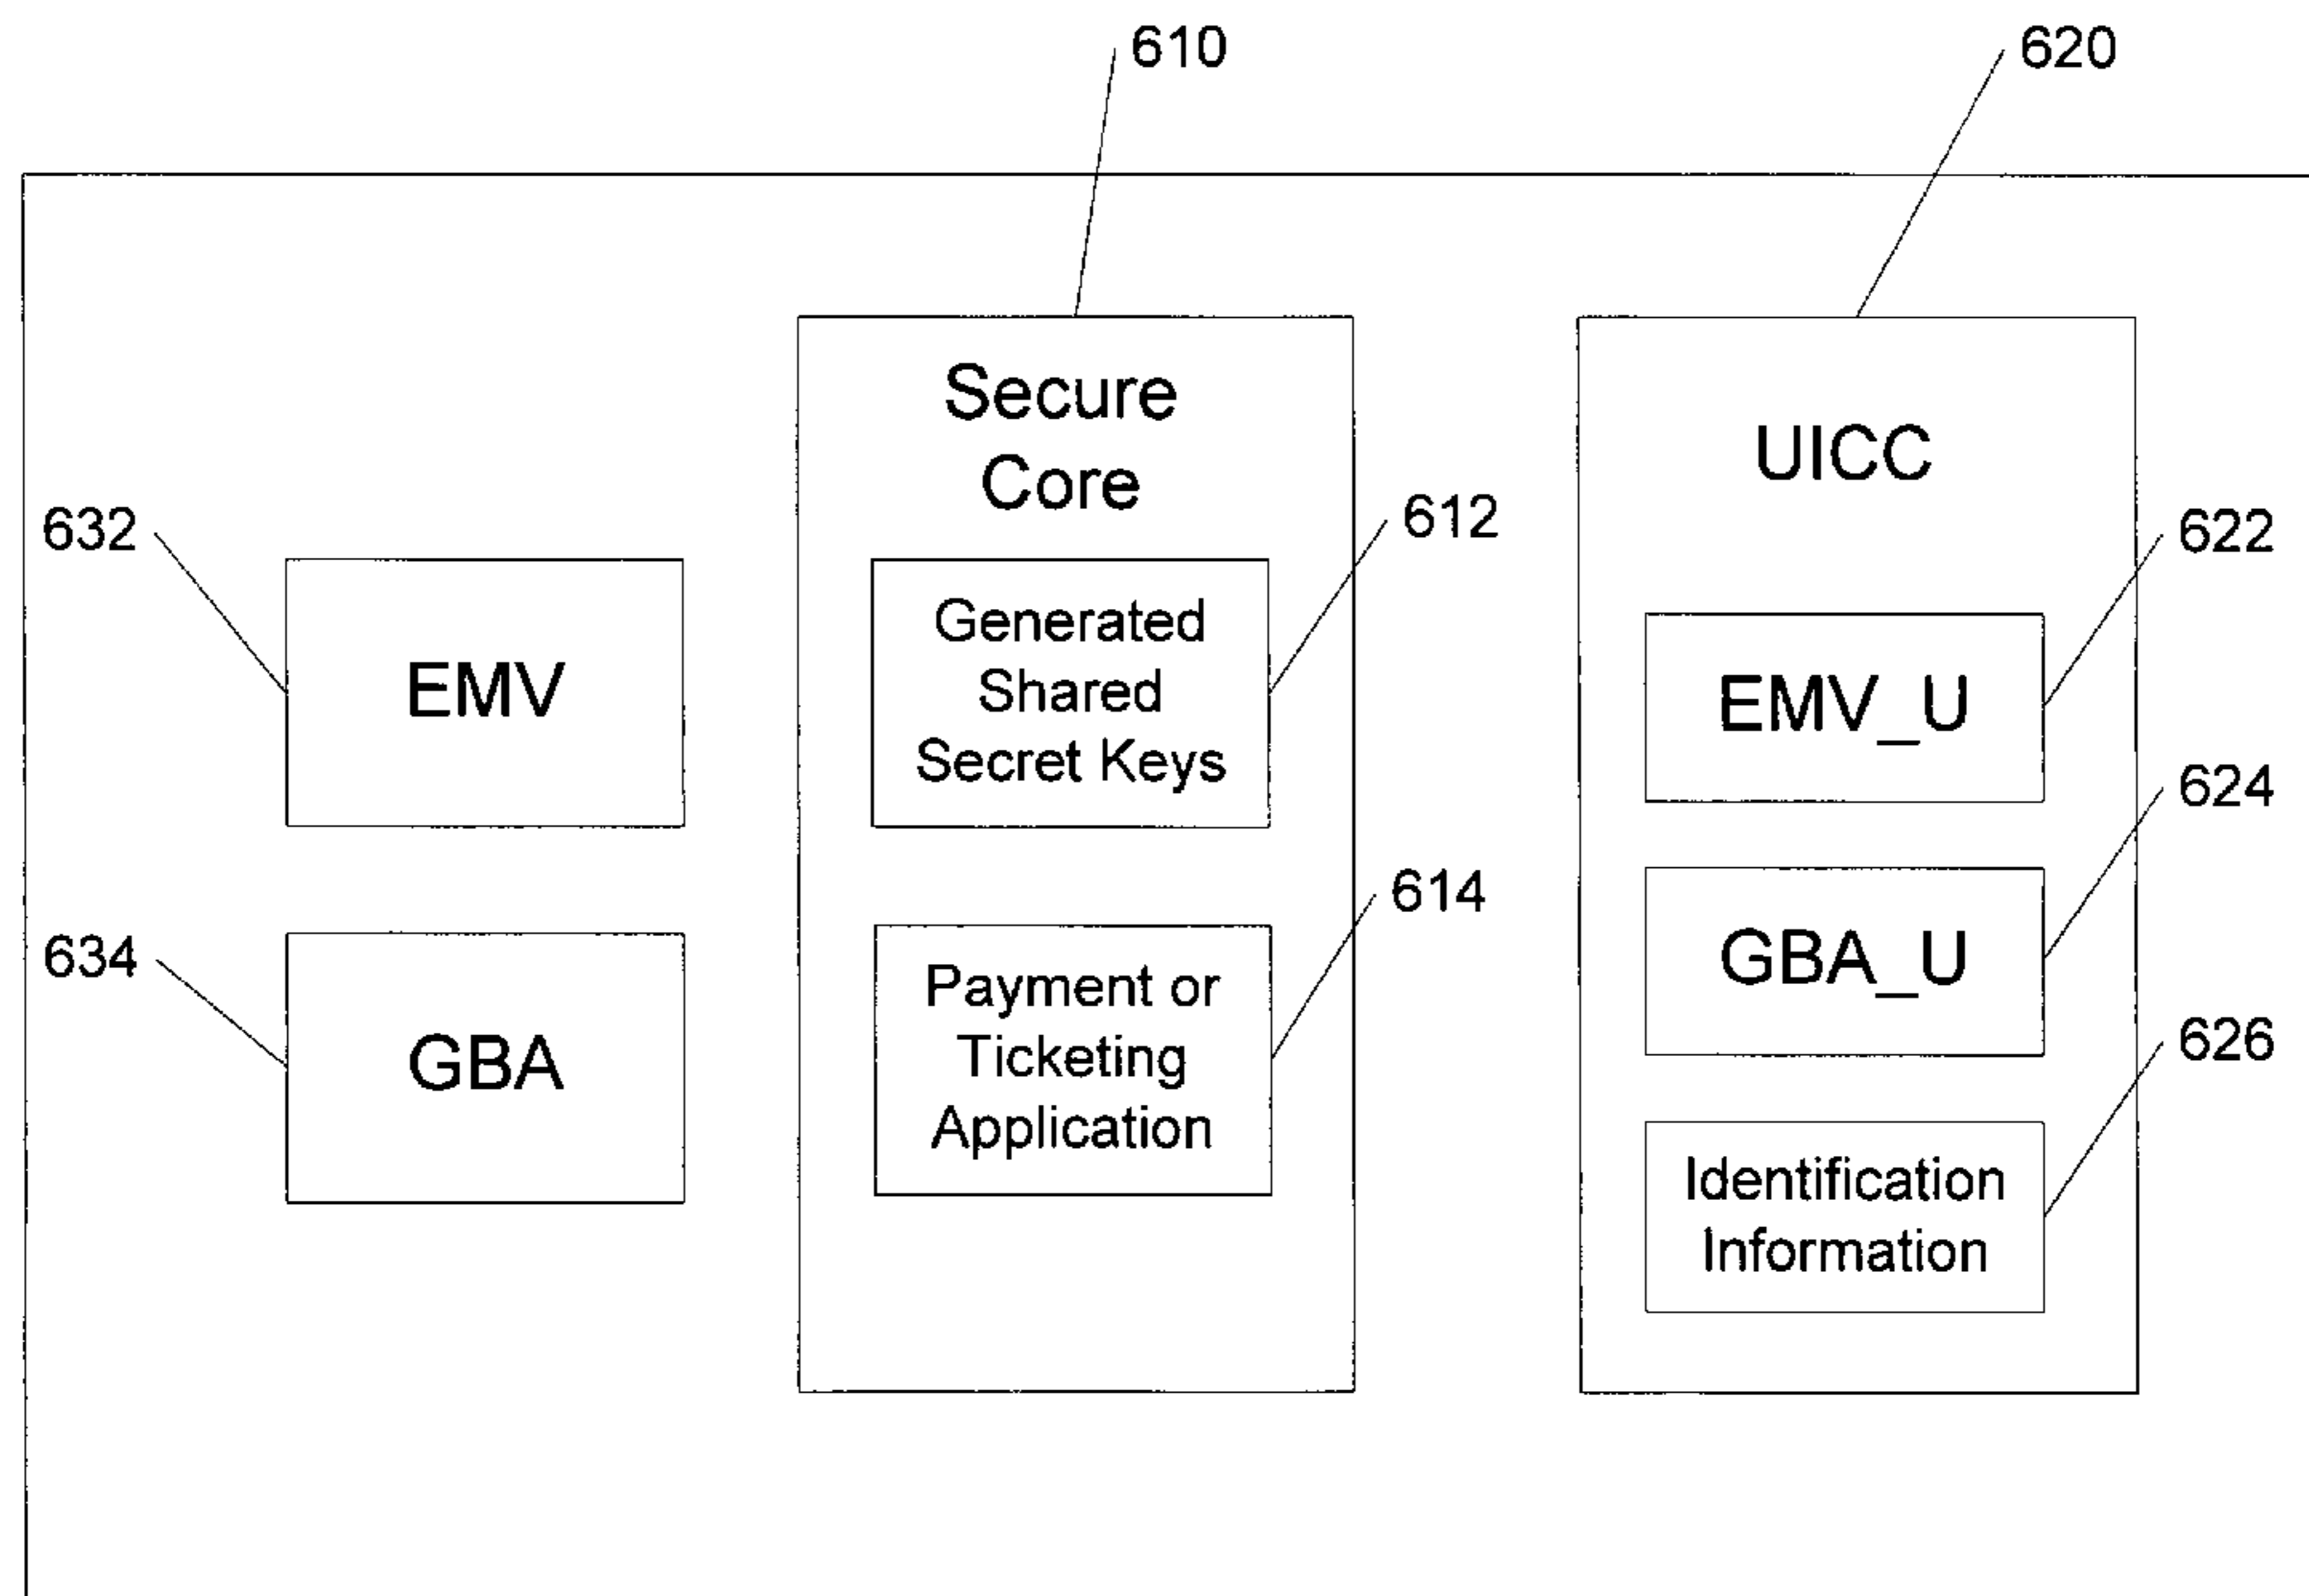 610
620
Secure
Core
UICC
632
612
622
EMV
Generated
Shared
Secret Keys
EMV_U
624
614
634
GBA
Payment or
Ticketing
Application
GBA_U
626
Identification
Information